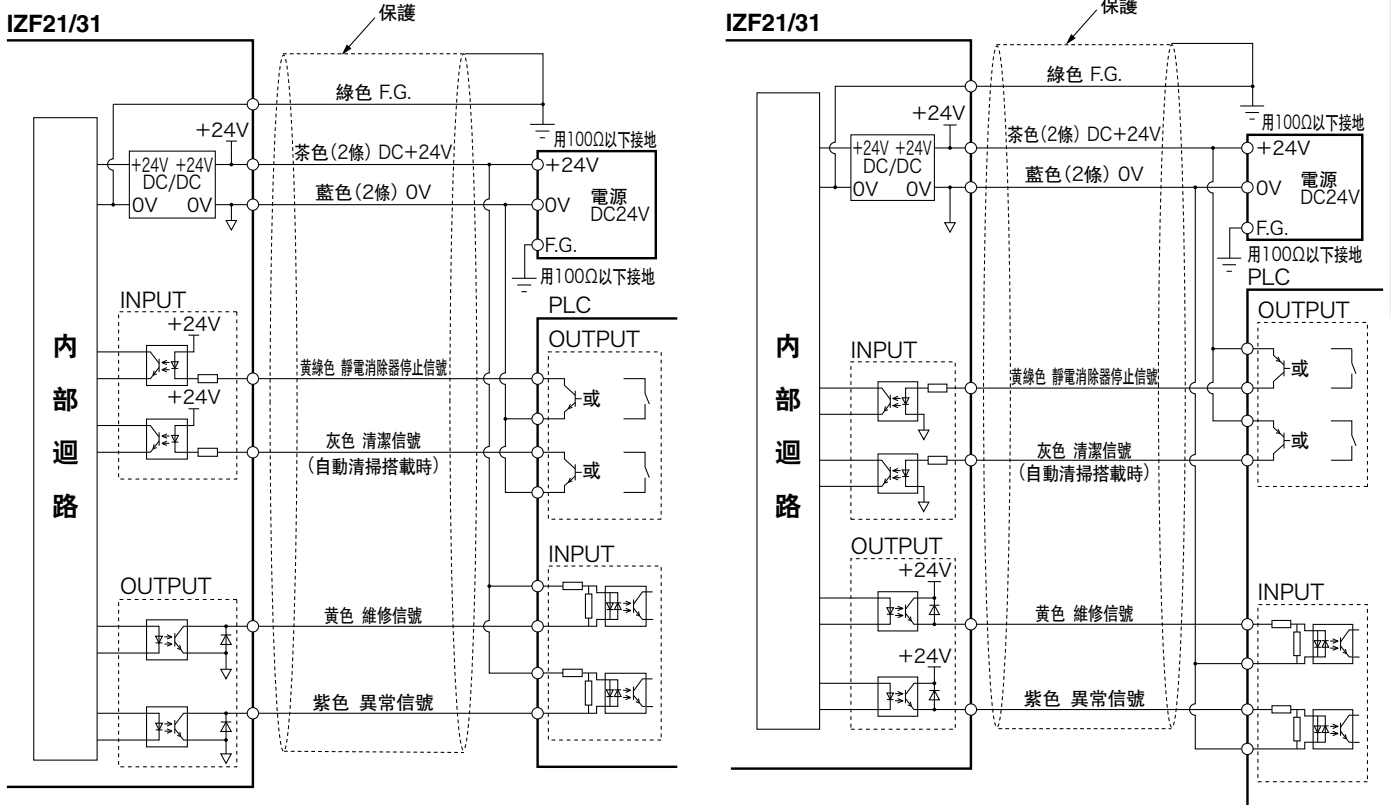 IZF21/31
保護
綠色 F.G.
用100Ω以下接地
+24V
茶色(2條) DC+24V
+24V +24V
DC/DC
0V 0V
藍色(2條) 0V
+24V
0V
電源
DC24V
F.G.
用100Ω以下接地
PLC
INPUT
+24V
OUTPUT
内部迴路
黄綠色 靜電消除器停止信號
或
+24V
灰色 清潔信號
(自動清掃搭載時)
或
INPUT
OUTPUT
黄色 維修信號
紫色 異常信號
IZF21/31
保護
綠色 F.G.
用100Ω以下接地
+24V
茶色(2條) DC+24V
+24V +24V
DC/DC
0V 0V
藍色(2條) 0V
+24V
0V
電源
DC24V
F.G.
用100Ω以下接地
PLC
OUTPUT
INPUT
内部迴路
黄綠色 靜電消除器停止信號
或
灰色 清潔信號
(自動清掃搭載時)
或
OUTPUT
+24V
INPUT
黄色 維修信號
+24V
紫色 異常信號